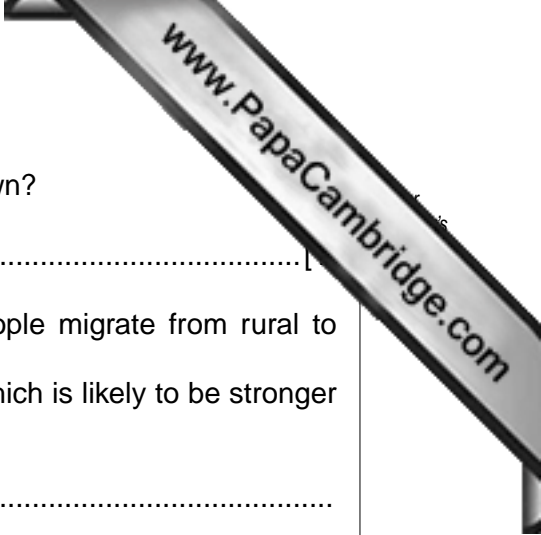 www.PapaCambridge.com
wn?
....................................[
ople migrate from rural to
hich is likely to be stronger
........................................